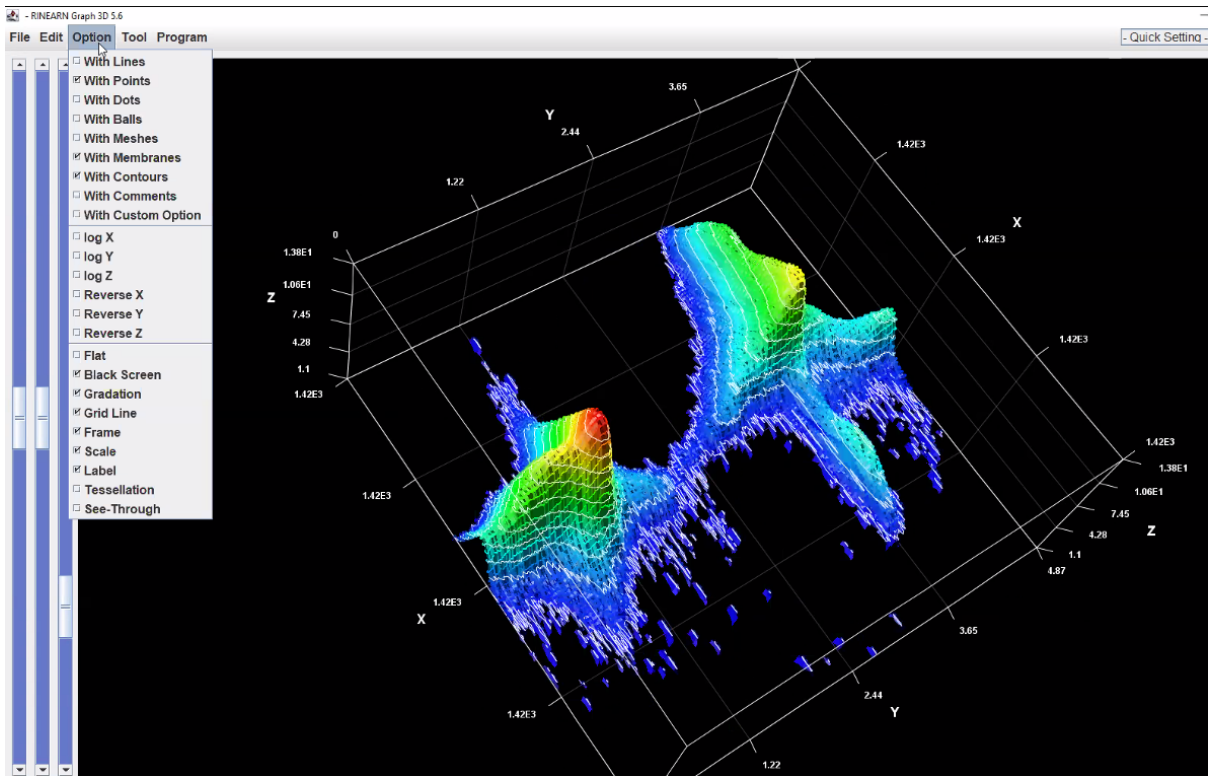 - RINEARN Graph 3D 5.6
File Edit Option Tool Program
- Quick Setting -
With Lines
With Points
With Dots
With Balls
With Meshes
With Membranes
With Contours
With Comments
With Custom Option
log X
log Y
log Z
Reverse X
Reverse Y
Reverse Z
Flat
Black Screen
Gradation
Grid Line
Frame
Scale
Label
Tessellation
See-Through
3.65
Y
2.44
1.42E3
1.22
X
0
1.42E3
1.38E1
Z
1.06E1
7.45
4.28
1.1
1.42E3
1.42E3
1.42E3
1.38E1
1.06E1
7.45
Z
4.28
1.1
4.87
1.42E3
1.42E3
X
3.65
2.44
1.42E3
Y
1.22